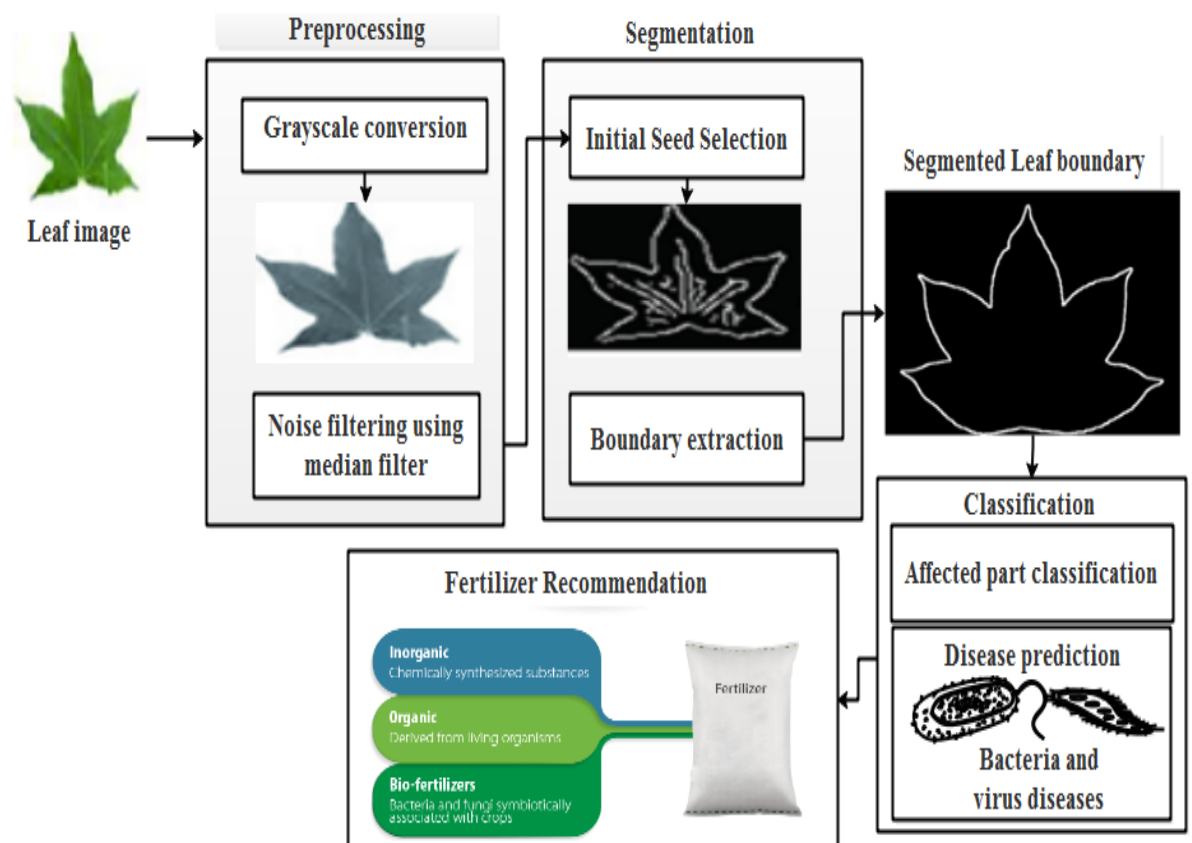 Preprocessing
Grayscale conversion
Noise filtering using
median filter
Leaf image
Segmentation
Initial Seed Selection
Boundary extraction
Segmented Leaf boundary
Classification
Affected part classification
Disease prediction
Bacteria and
virus diseases
Fertilizer Recommendation
Inorganic
Chemically synthesized substances
Organic
Derived from living organisms
Bio-fertilizers
Bacteria and fungi symbiotically
associated with crops
Fertilizer